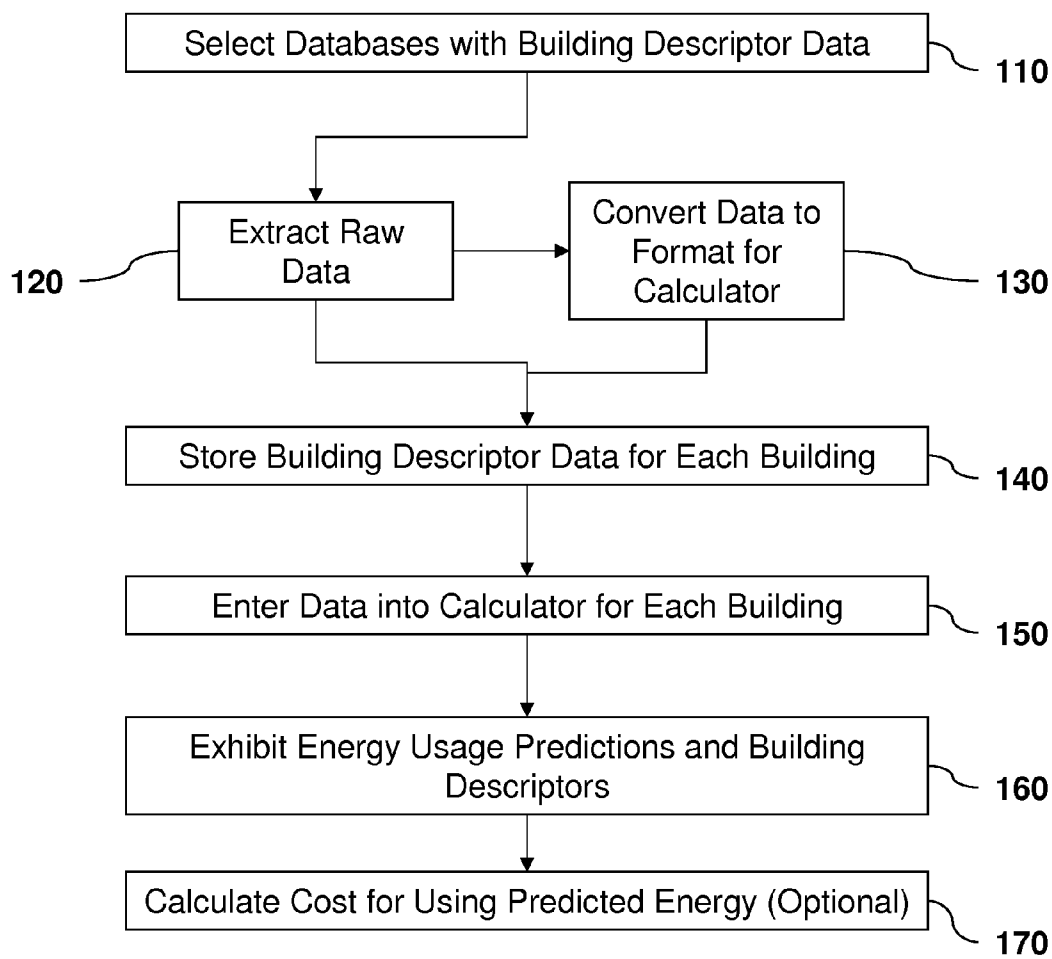 Select Databases with Building Descriptor Data
110
Extract Raw
Data
120
Convert Data to
Format for
Calculator
130
Store Building Descriptor Data for Each Building
140
Enter Data into Calculator for Each Building
150
Exhibit Energy Usage Predictions and Building
Descriptors
160
Calculate Cost for Using Predicted Energy (Optional)
170